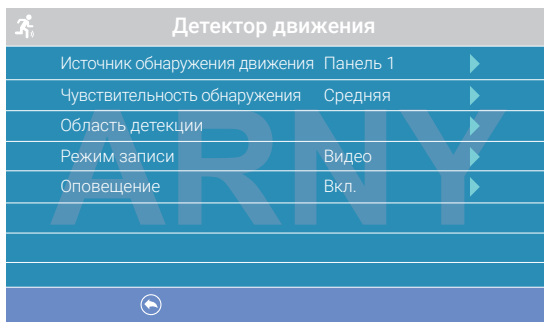 Детектор движения
Источник обнаружения движения Панель 1
Чувствительность обнаружения Средняя
Область детекции
Режим записи Видео
Оповещение Вкл.
ARNY